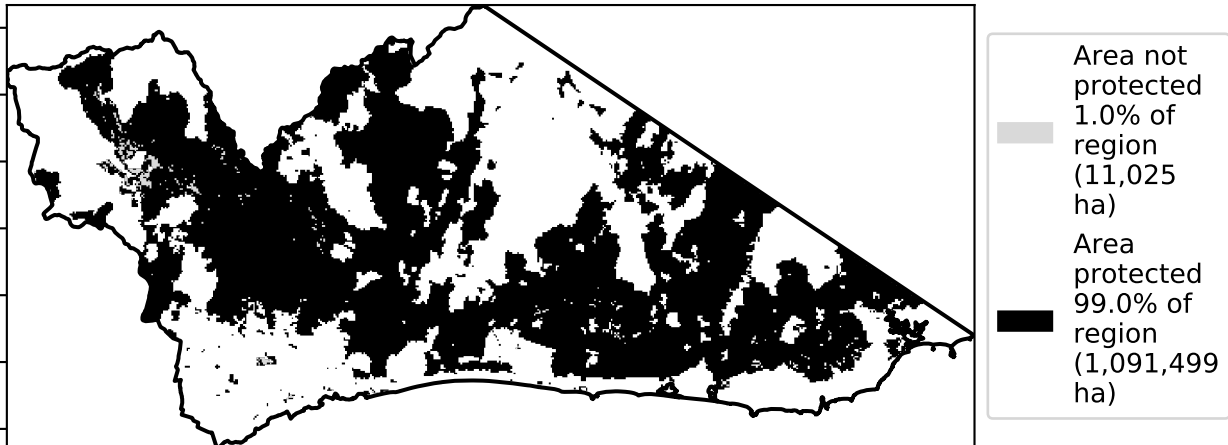 Area not
protected
1.0% of
region
(11,025
ha)
Area
protected
99.0% of
region
(1,091,499
ha)